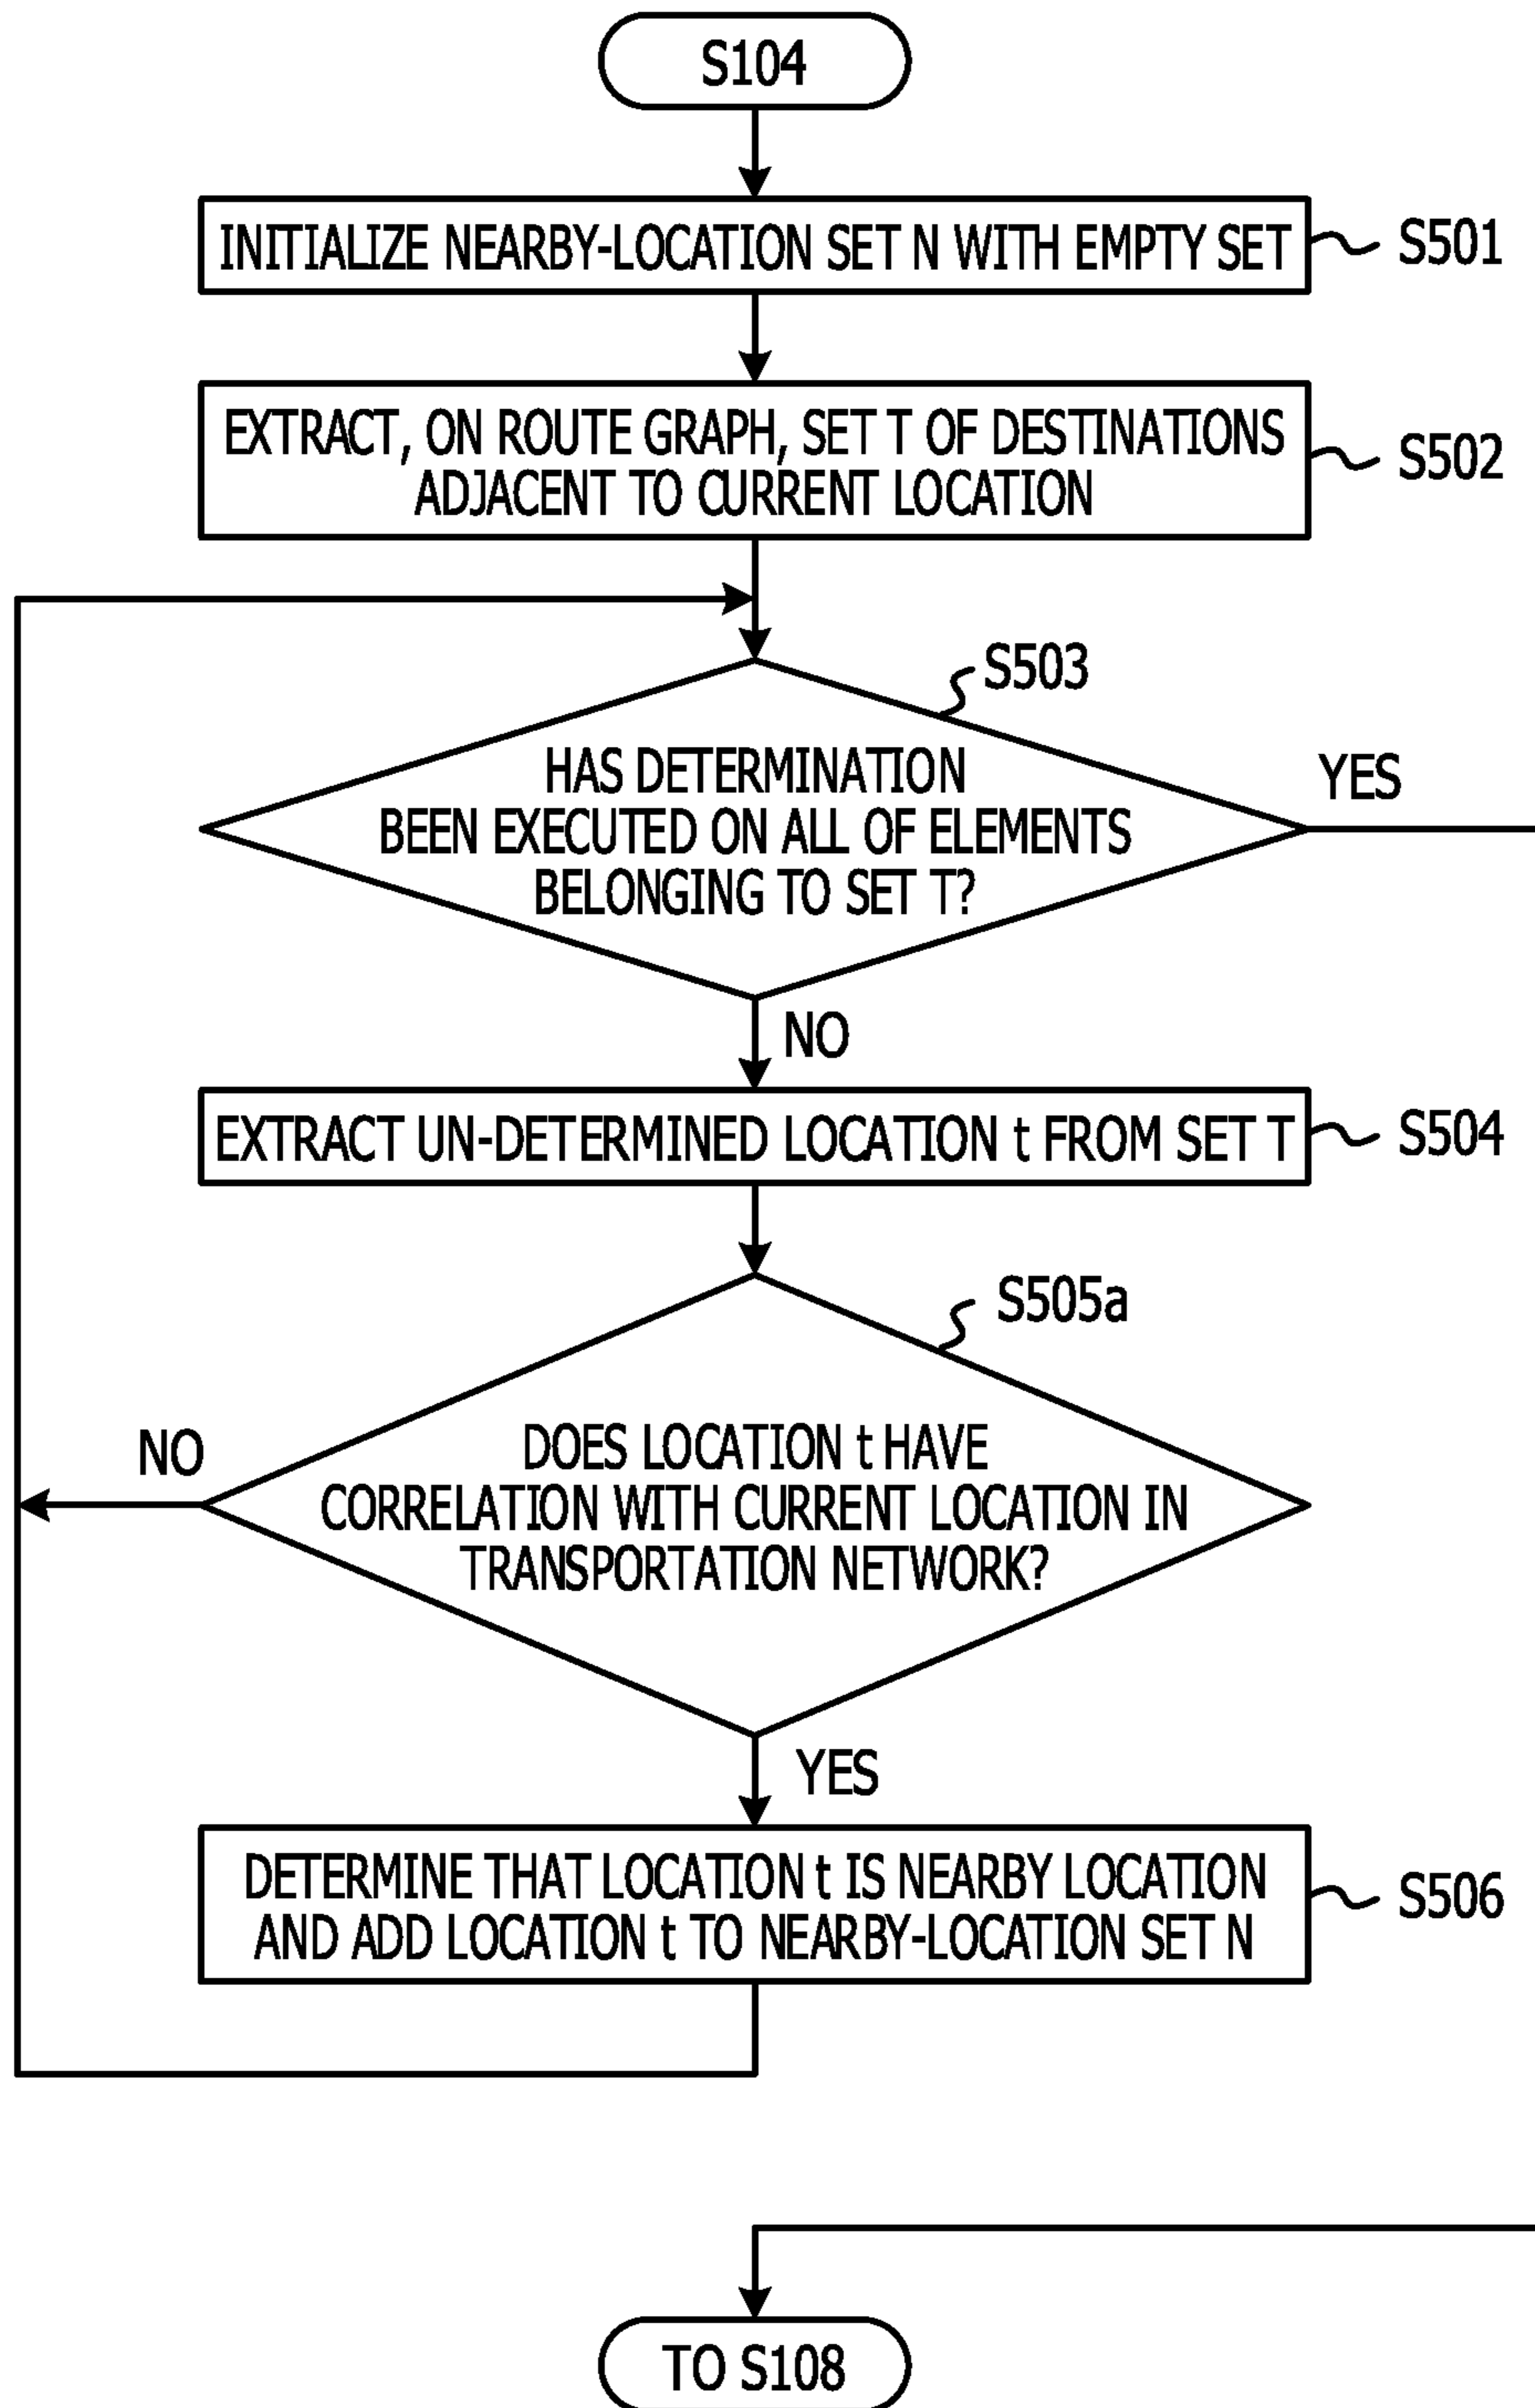 S104
INITIALIZE NEARBY-LOCATION SET N WITH EMPTY SET
S501
EXTRACT, ON ROUTE GRAPH, SET T OF DESTINATIONS
ADJACENT TO CURRENT LOCATION
S502
S503
HAS DETERMINATION
BEEN EXECUTED ON ALL OF ELEMENTS
BELONGING TO SET T?
YES
NO
EXTRACT UN-DETERMINED LOCATION t FROM SET T
S504
S505a
DOES LOCATION t HAVE
CORRELATION WITH CURRENT LOCATION IN
TRANSPORTATION NETWORK?
NO
YES
DETERMINE THAT LOCATION t IS NEARBY LOCATION
AND ADD LOCATION t TO NEARBY-LOCATION SET N
S506
TO S108